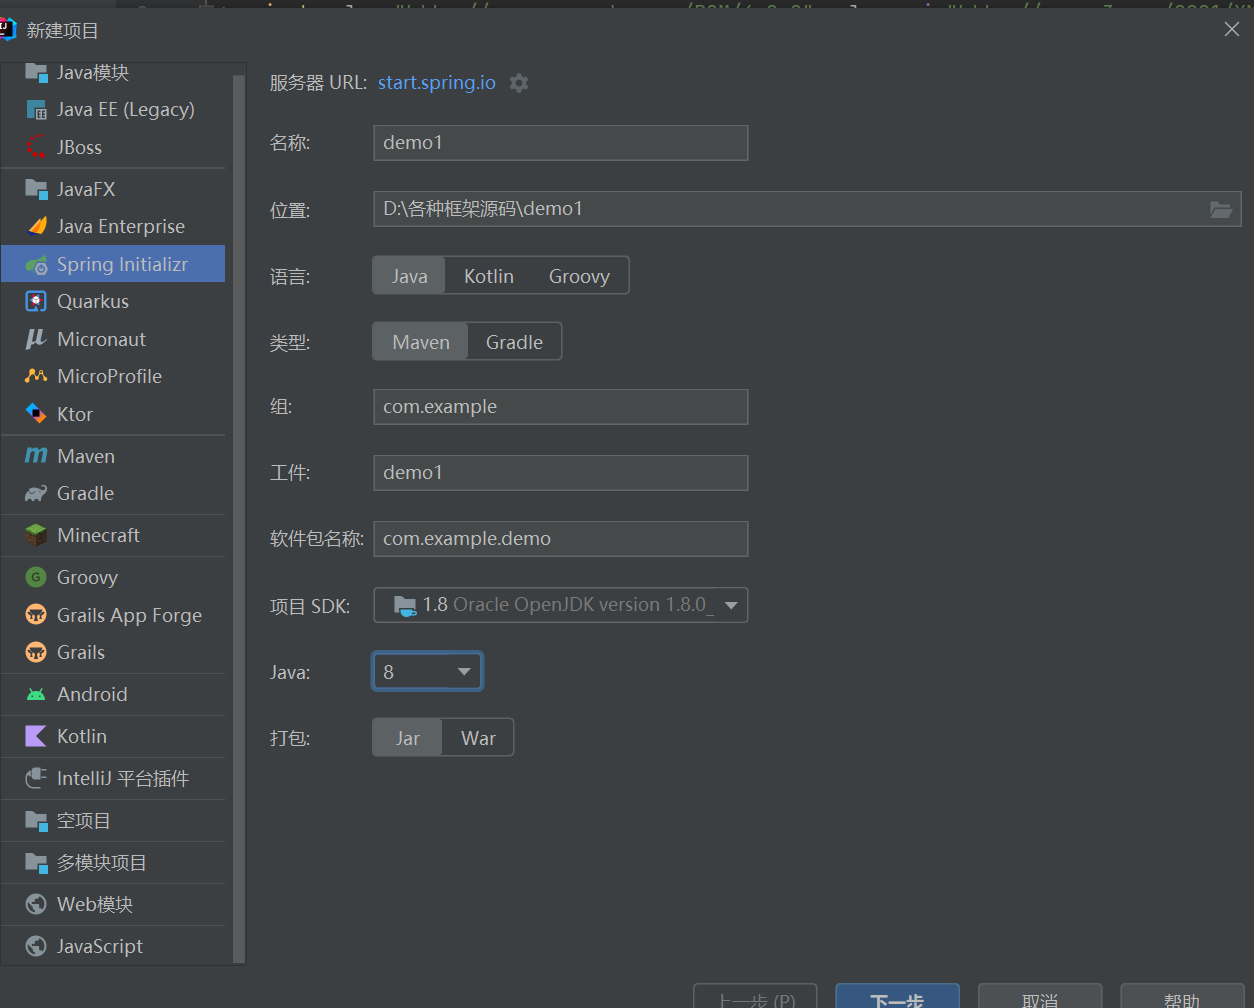 新建项目
Java模块
Java EE (Legacy)
JBoss
JavaFX
Java Enterprise
Spring Initializr
Quarkus
Micronaut
MicroProfile
Ktor
Maven
Gradle
Minecraft
Groovy
Grails App Forge
Grails
Android
Kotlin
IntelliJ 平台插件
空项目
多模块项目
Web模块
JavaScript
服务器 URL: start.spring.io
名称: demo1
位置: D:\各种框架源码\demo1
语言: Java Kotlin Groovy
类型: Maven Gradle
组: com.example
工件: demo1
软件包名称: com.example.demo
项目 SDK: 1.8 Oracle OpenJDK version 1.8.0_
Java: 8
打包: Jar War
上一步 (P) 下一步 取消 帮助